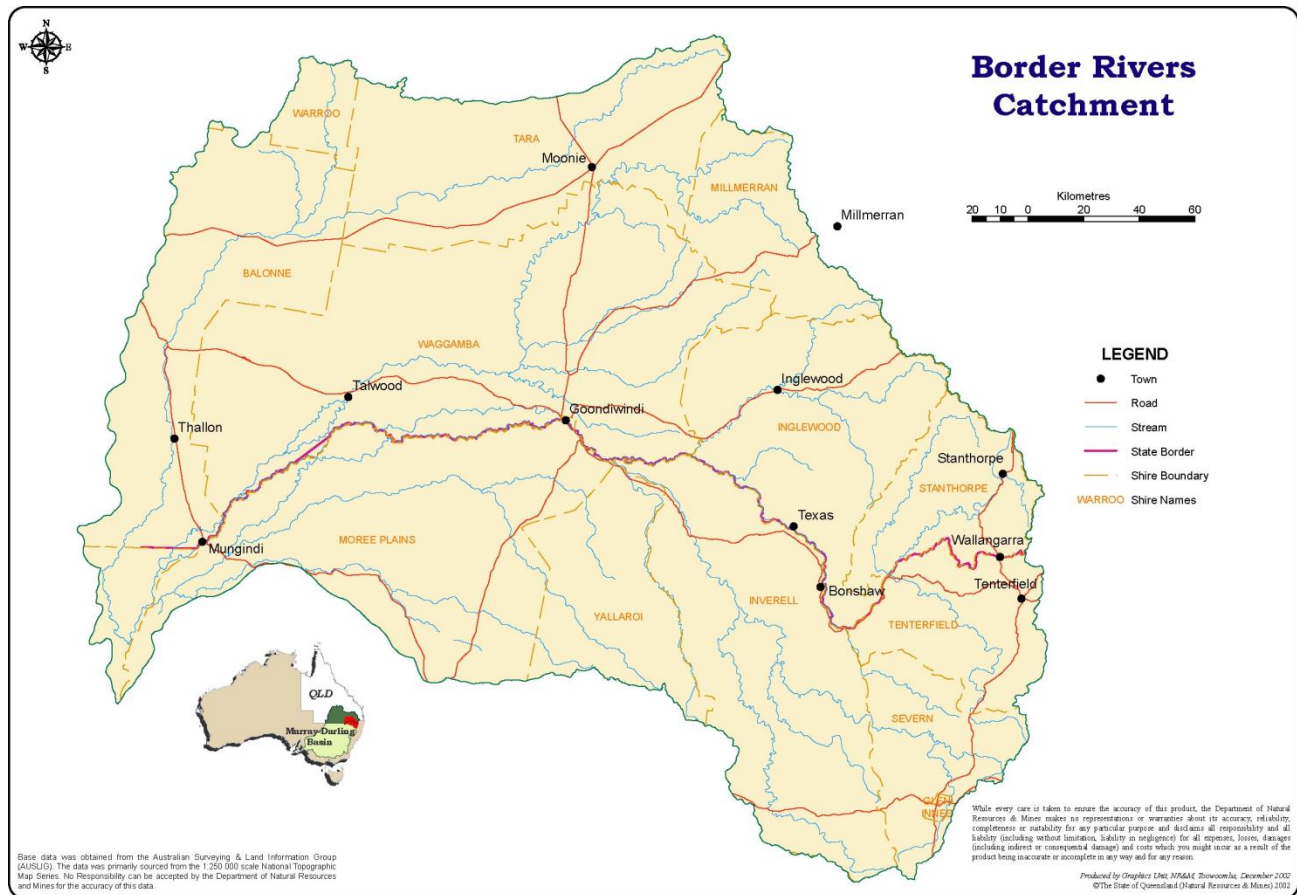 N
W E
S
Border Rivers
Catchment
WARROO
TARA
Moonie
MILLMERRAN
Millmerran
Kilometres
20 10 0 20 40 60
BALONNE
WAGGAMBA
Talwood
Inglewood
Goondiwindi
Thallon
INGLEWOOD
Stanthorpe
STANTHORPE
Texas
Wallangarra
Mungindi
MOREE PLAINS
Bonshaw
Tenterfield
INVERELL
YALLAROI
TENTERFIELD
SEVERN
GLEN
INNES
LEGEND
Town
Road
Stream
State Border
Shire Boundary
WARROO Shire Names
QLD
Murray-Darling
Basin
While every care is taken to ensure the accuracy of this product, the Department of Natural
Resources & Mines makes no representations or warranties about its accuracy, reliability,
completeness or suitability for any particular purpose and disclaims all responsibility and all
liability (including without limitation, liability in negligence) for all expenses, losses, damages
(including indirect or consequential damage) and costs which you might incur as a result of the
product being inaccurate or incomplete in any way and for any reason.
Produced by Graphics Unit, NR&M, Toowoomba, December 2002
©The State of Queensland (Natural Resources & Mines) 2002
Base data was obtained from the Australian Surveying & Land Information Group
(AUSLIG). The data was primarily sourced from the 1:250 000 scale National Topographic
Map Series. No Responsibility can be accepted by the Department of Natural Resources
and Mines for the accuracy of this data.